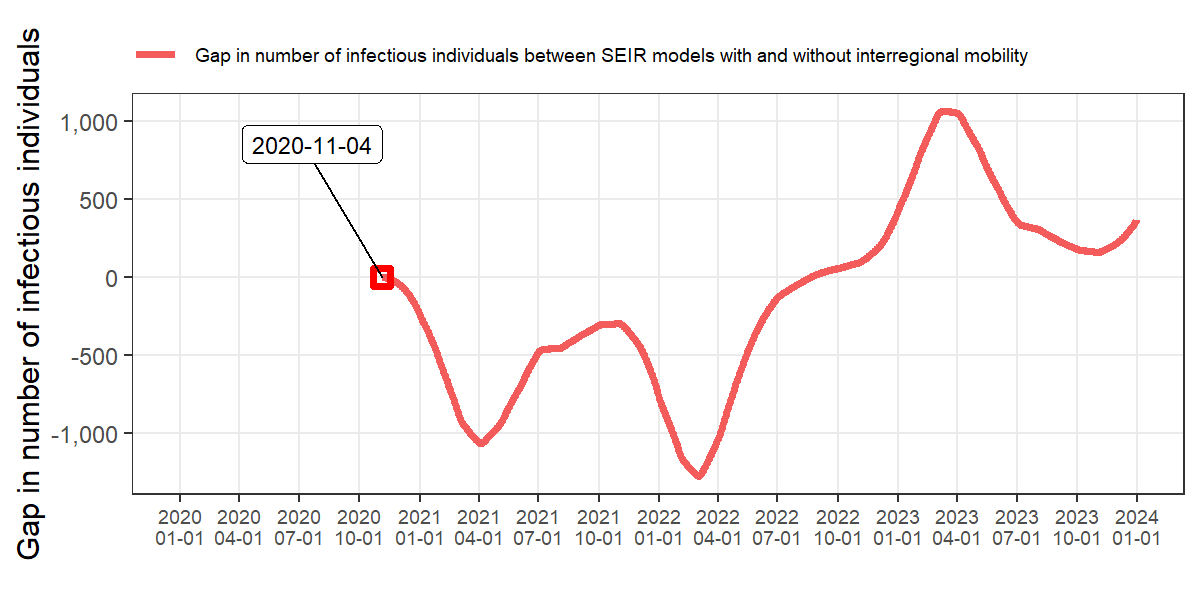 Gap in number of infectious individuals between SEIR models with and without interregional mobility
Gap in number of infectious individuals
1,000
500
0
-500
-1,000
2020-11-04
2020 2020 2020 2020 2021 2021 2021 2021 2022 2022 2022 2022 2023 2023 2023 2023 2024
01-01 04-01 07-01 10-01 01-01 04-01 07-01 10-01 01-01 04-01 07-01 10-01 01-01 04-01 07-01 10-01 01-01